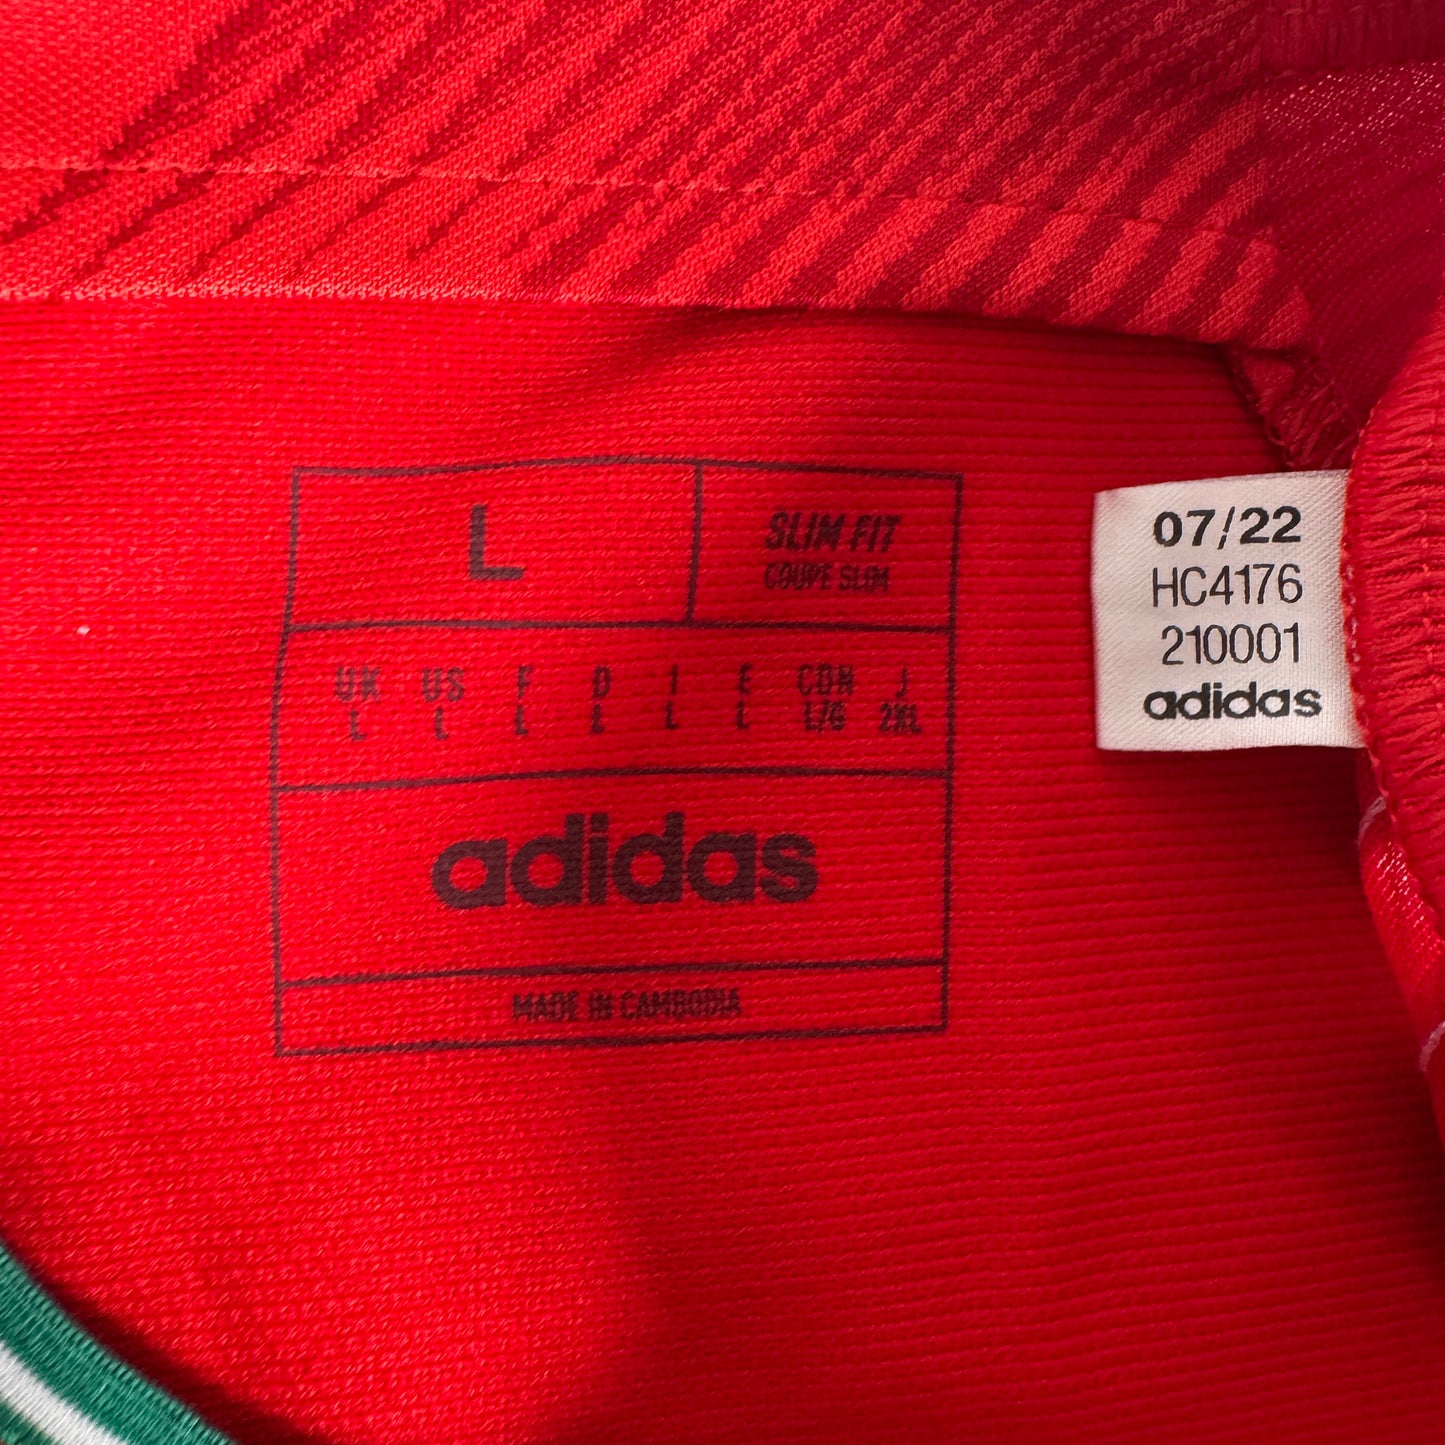 L
SLIM FIT
COUPE SLIM
UK US F D I E CDN J
L L L L L L L/G 2XL
adidas
MADE IN CAMBODIA
07/22
HC4176
210001
adidas